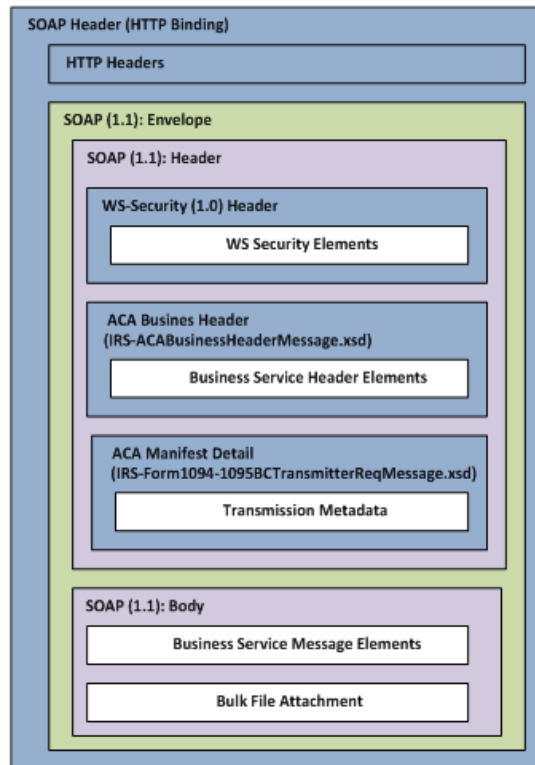 SOAP Header (HTTP Binding)
HTTP Headers
SOAP (1.1): Envelope
SOAP (1.1): Header
WS-Security (1.0) Header
WS Security Elements
ACA Busines Header
(IRS-ACABusinessHeaderMessage.xsd)
Business Service Header Elements
ACA Manifest Detail
(IRS-Form1094-1095BCTransmitterReqMessage.xsd)
Transmission Metadata
SOAP (1.1): Body
Business Service Message Elements
Bulk File Attachment